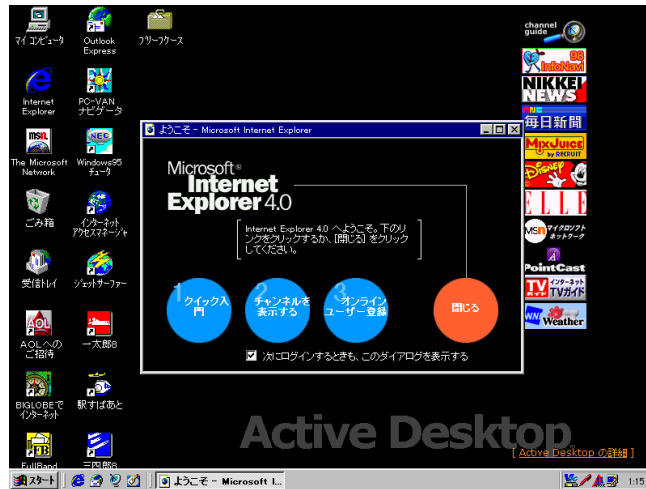 マイ コンピュータ
Outlook
Express
ブリーフケース
Internet
Explorer
PC-VAN
ナビゲータ
msn.
The Microsoft
Network
NEC
Windows95
チュータ
ごみ箱
インターネット
アクセスマネージャ
受信トレイ
ジェットサーファー
AOL
AOLへの
ご招待
一太郎8
BIGLOBEで
インターネット
駅すぱあと
FB
FullBand
三四郎8
channel
guide
98
InfoNavi
NIKKEI
NEWS
毎日新聞
MixJuice
by RECRUIT
Disney
ELLE
MSN マイクロソフト
ネットワーク
PointCast
TV インターネット
TVガイド
WN Weather
ようこそ - Microsoft Internet Explorer
Microsoft®
Internet
Explorer 4.0
Internet Explorer 4.0 へようこそ。下のリ
ンクをクリックするか、[閉じる] をクリック
してください。
1
クイック入
門
2
チャンネルを
表示する
3
オンライン
ユーザー登録
閉じる
次にログインするときも、このダイアログを表示する
Active Desktop
[ Active Desktop の詳細 ]
スタート
ようこそ - Microsoft I...
1:15